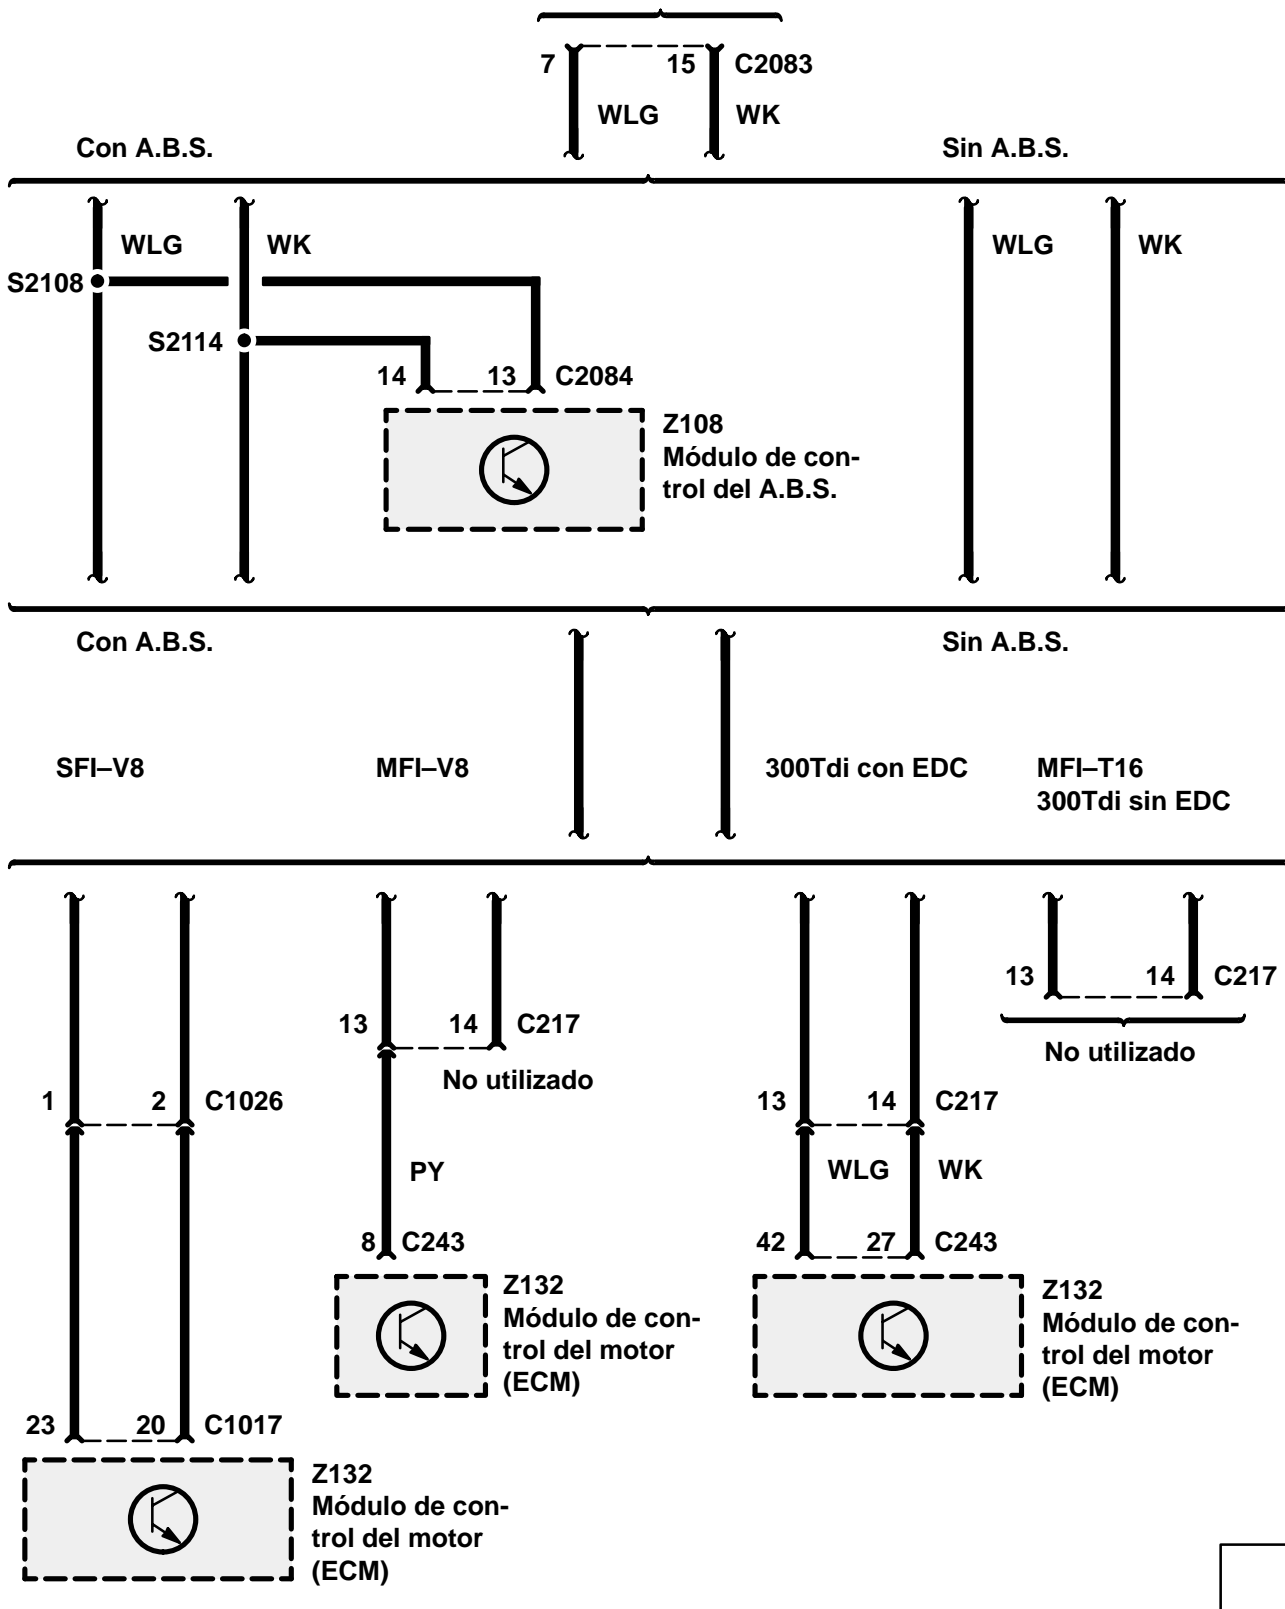 7 15 C2083
WLG WK
Con A.B.S. Sin A.B.S.
WLG WK WLG WK
S2108
S2114
14 13 C2084
Z108
Módulo de con-
trol del A.B.S.
Con A.B.S. Sin A.B.S.
SFI–V8 MFI–V8 300Tdi con EDC MFI–T16
300Tdi sin EDC
13 14 C217
13 14 C217
No utilizado
No utilizado
1 2 C1026 13 14 C217
PY WLG WK
8 C243 42 27 C243
Z132
Módulo de con-
trol del motor
(ECM)
Z132
Módulo de con-
trol del motor
(ECM)
23 20 C1017
Z132
Módulo de con-
trol del motor
(ECM)